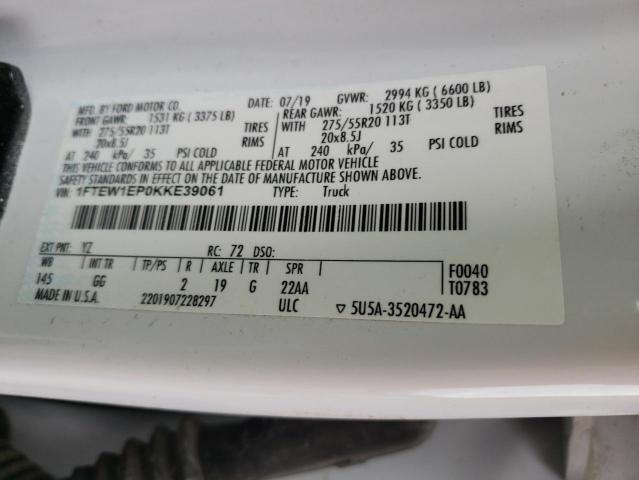 MFD. BY FORD MOTOR CO. DATE: 07/19 GVWR: 2994 KG ( 6600 LB)
FRONT GAWR: 1531 KG ( 3375 LB) REAR GAWR: 1520 KG ( 3350 LB)
WITH 275/55R20 113T TIRES WITH 275/55R20 113T TIRES
20x8.5J RIMS 20x8.5J RIMS
AT 240 kPa/ 35 PSI COLD AT 240 kPa/ 35 PSI COLD
THIS VEHICLE CONFORMS TO ALL APPLICABLE FEDERAL MOTOR VEHICLE
SAFETY STANDARDS IN EFFECT ON THE DATE OF MANUFACTURE SHOWN ABOVE.
VIN: 1FTEW1EP0KKE39061 TYPE: Truck
EXT PNT: YZ RC: 72 DSO:
WB INT TR TP/PS R AXLE TR SPR F0040
145 GG 2 19 G 22AA T0783
MADE IN U.S.A. 2201907228297 ULC ▽ 5U5A-3520472-AA